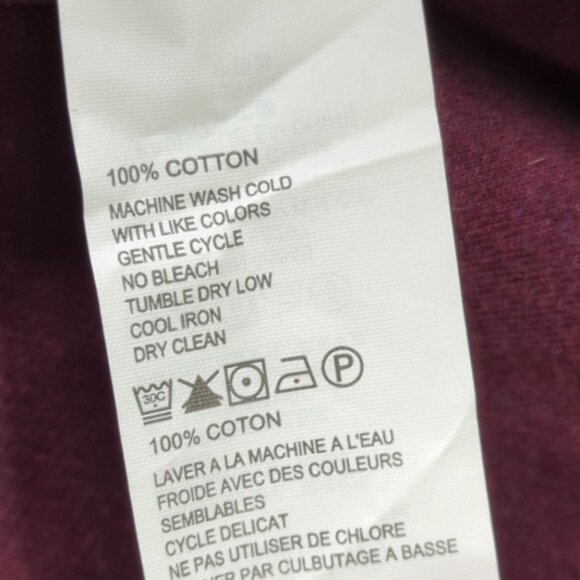 100% COTTON
MACHINE WASH COLD
WITH LIKE COLORS
GENTLE CYCLE
NO BLEACH
TUMBLE DRY LOW
COOL IRON
DRY CLEAN
30C P
100% COTON
LAVER A LA MACHINE A L'EAU
FROIDE AVEC DES COULEURS
SEMBLABLES
CYCLE DELICAT
NE PAS UTILISER DE CHLORE
PAR CULBUTAGE A BASSE